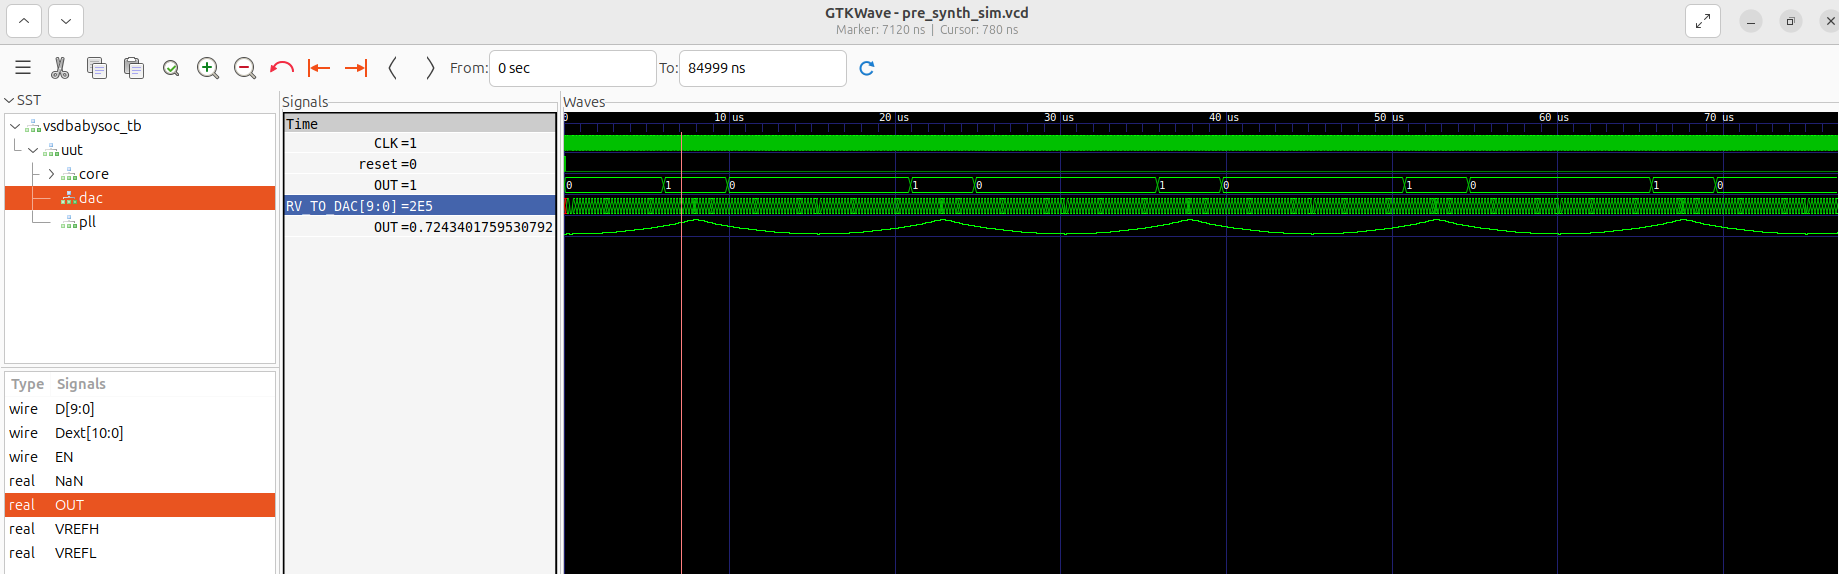 GTKWave - pre_synth_sim.vcd
Marker: 7120 ns | Cursor: 780 ns
From: 0 sec To: 84999 ns
SST
vsdbabysoc_tb
uut
core
dac
pll
Type Signals
wire D[9:0]
wire Dext[10:0]
wire EN
real NaN
real OUT
real VREFH
real VREFL
Signals
Time
CLK=1
reset=0
OUT=1
RV_TO_DAC[9:0]=2E5
OUT=0.7243401759530792
Waves
0 10 us 20 us 30 us 40 us 50 us 60 us 70 us
0 1 0 1 0 1 0 1 0 1 0